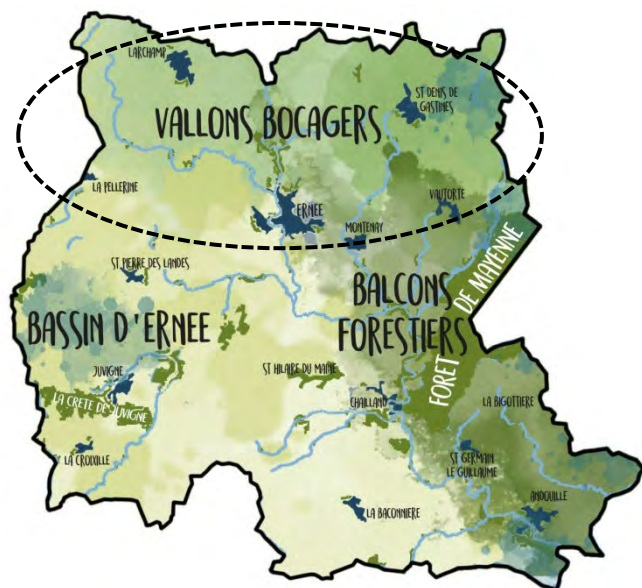 LARCHAMP
ST DENIS DE
GASTINES
VALLONS BOCAGERS
LA PELLERINE
ERNEE
VAUTORTE
MONTENAY
ST PIERRE DES LANDES
BASSIN D'ERNEE
BALCONS
FORESTIERS
FORET DE MAYENNE
JUVIGNE
LA CRETE DE JUVIGNE
ST HILAIRE DU MAINE
CHAILLAND
LA BIGOTTIERE
LA CROIXILLE
ST GERMAIN
LE GUILLAUME
LA BACONNIERE
ANDOUILLE